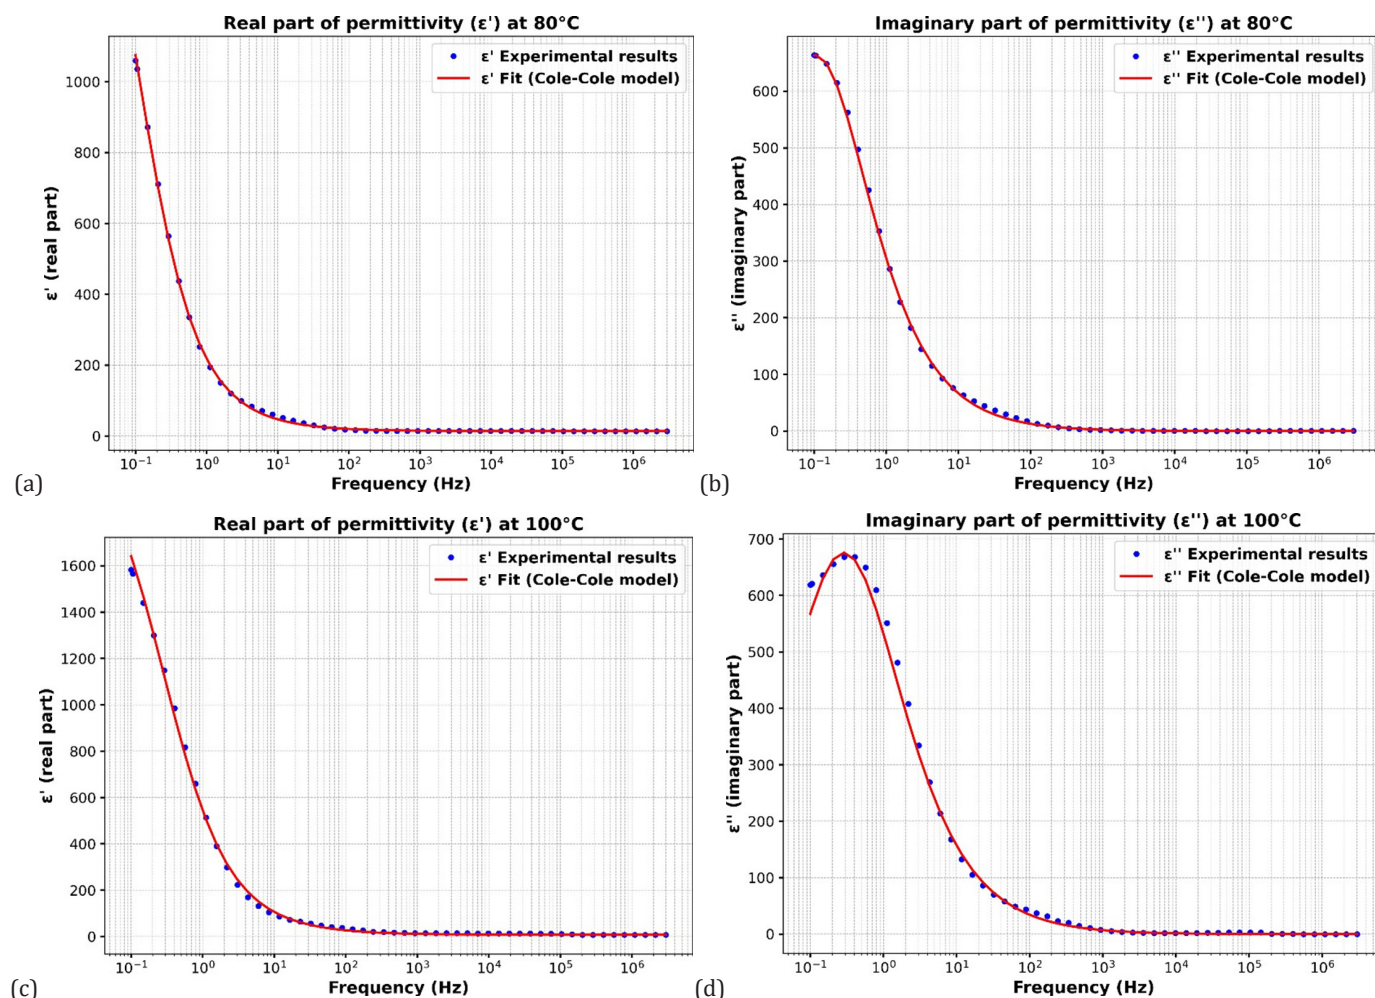 Real part of permittivity (ε') at 80°C
ε' Experimental results
ε' Fit (Cole-Cole model)
1000
800
600
400
200
0
ε' (real part)
10⁻¹ 10⁰ 10¹ 10² 10³ 10⁴ 10⁵ 10⁶
Frequency (Hz)
(a)
Imaginary part of permittivity (ε'') at 80°C
ε'' Experimental results
ε'' Fit (Cole-Cole model)
600
500
400
300
200
100
0
ε'' (imaginary part)
10⁻¹ 10⁰ 10¹ 10² 10³ 10⁴ 10⁵ 10⁶
Frequency (Hz)
(b)
Real part of permittivity (ε') at 100°C
ε' Experimental results
ε' Fit (Cole-Cole model)
1600
1400
1200
1000
800
600
400
200
0
ε' (real part)
10⁻¹ 10⁰ 10¹ 10² 10³ 10⁴ 10⁵ 10⁶
Frequency (Hz)
(c)
Imaginary part of permittivity (ε'') at 100°C
ε'' Experimental results
ε'' Fit (Cole-Cole model)
700
600
500
400
300
200
100
0
ε'' (imaginary part)
10⁻¹ 10⁰ 10¹ 10² 10³ 10⁴ 10⁵ 10⁶
Frequency (Hz)
(d)